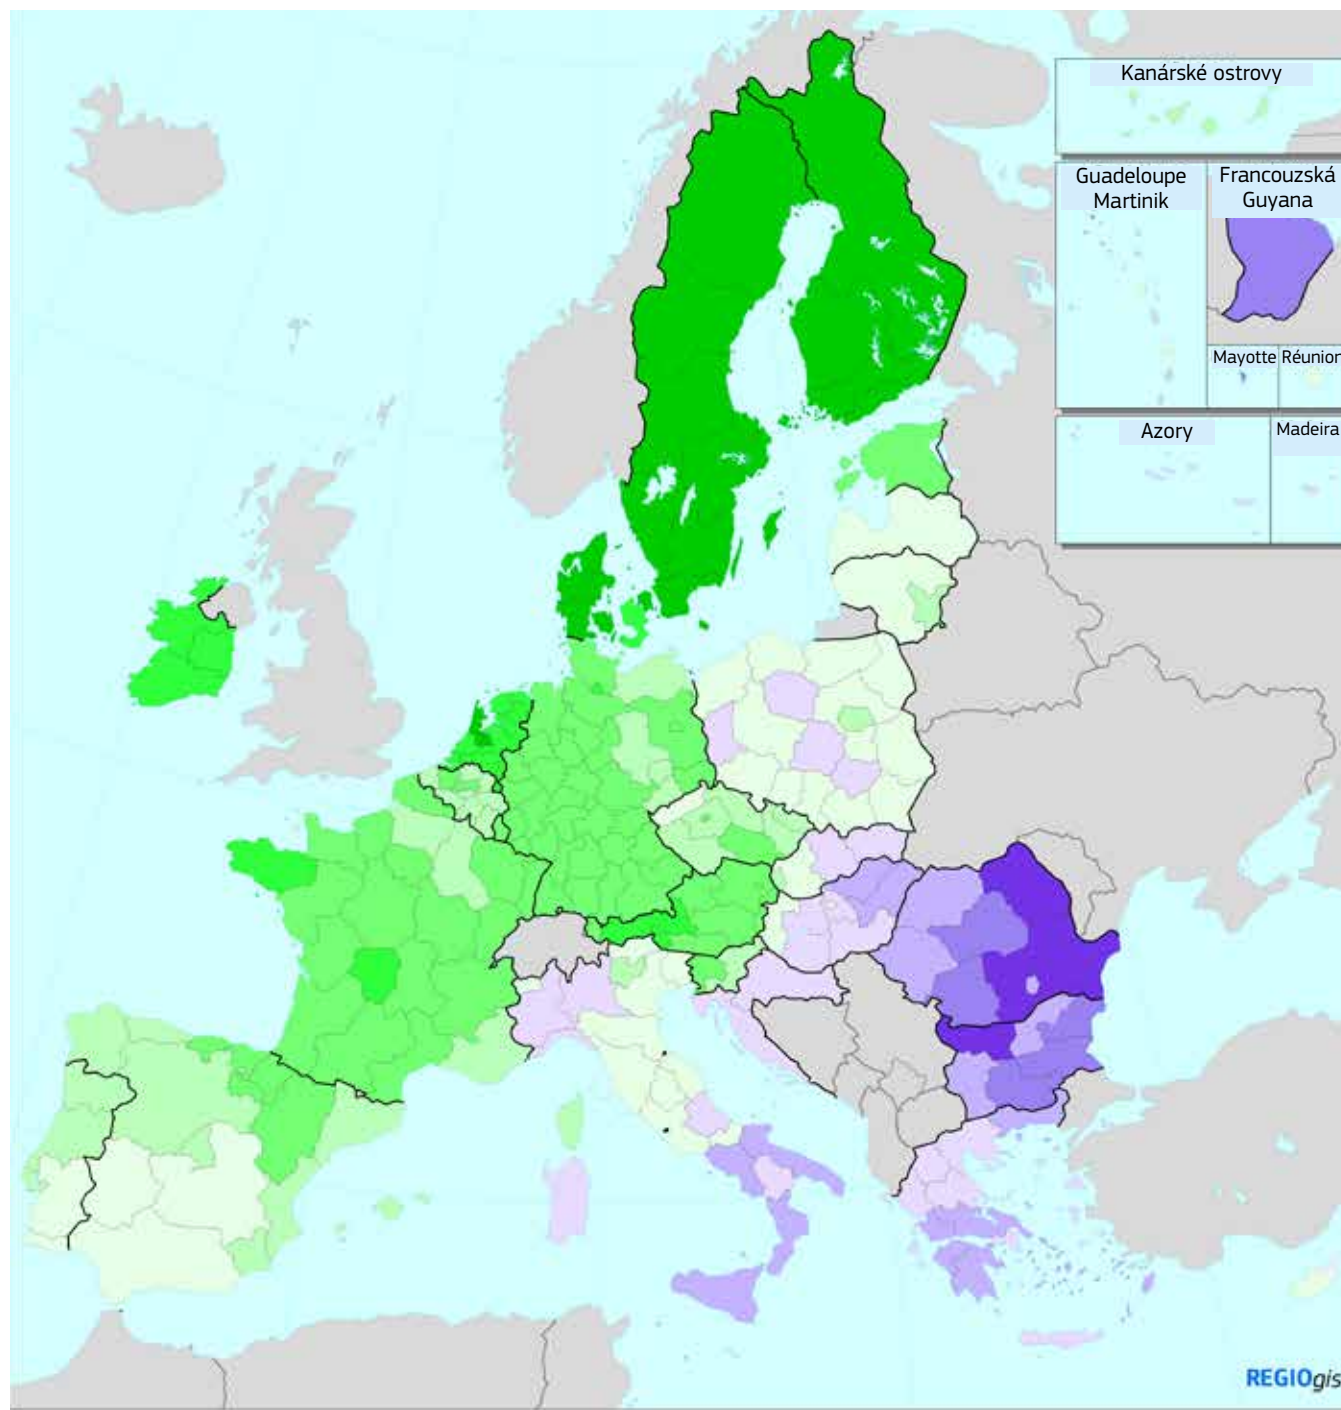 Kanárské ostrovy
Guadeloupe
Martinik
Francouzská
Guyana
Mayotte
Réunion
Azory
Madeira
REGIOgis